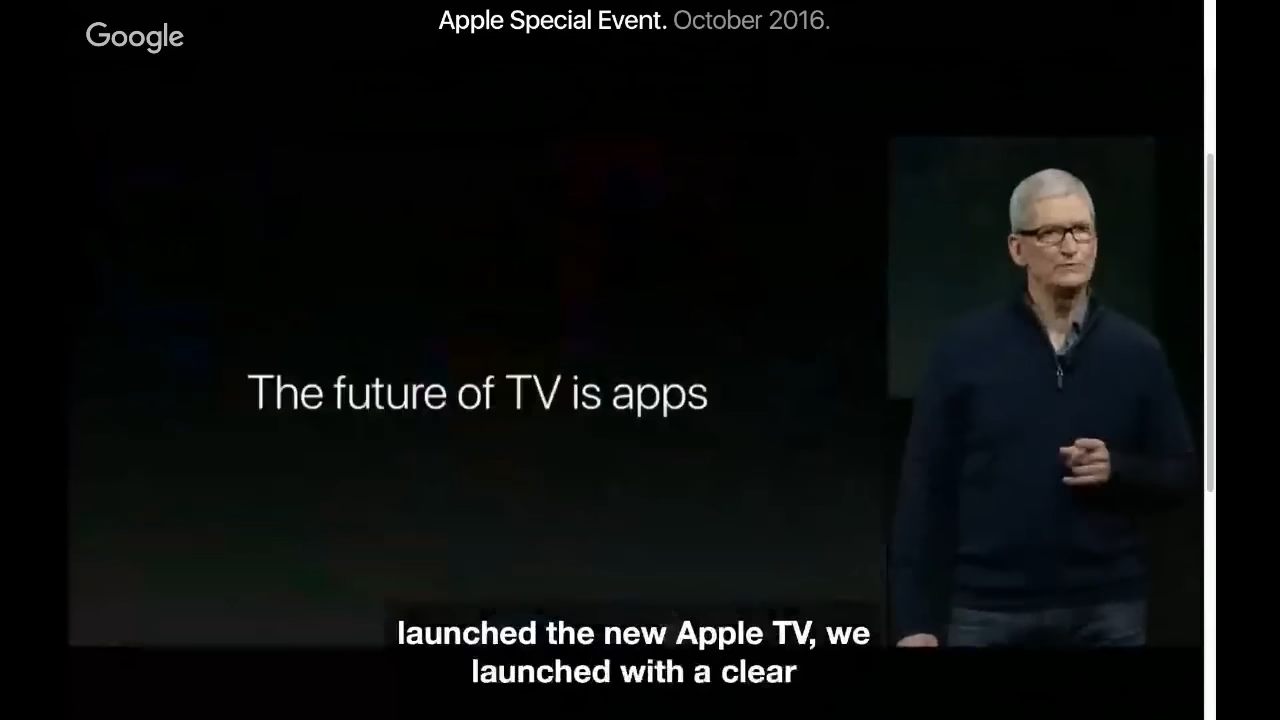 Apple Special Event. October 2016.
Google
The future of TV is apps
launched the new Apple TV, we
launched with a clear